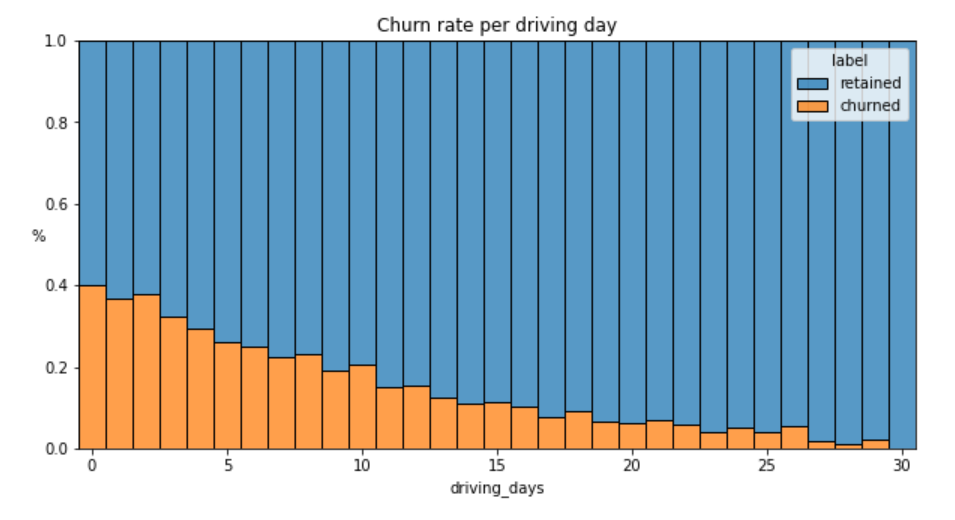 Churn rate per driving day
1.0
0.8
0.6
%
0.4
0.2
0.0
label
retained
churned
0 5 10 15 20 25 30
driving_days